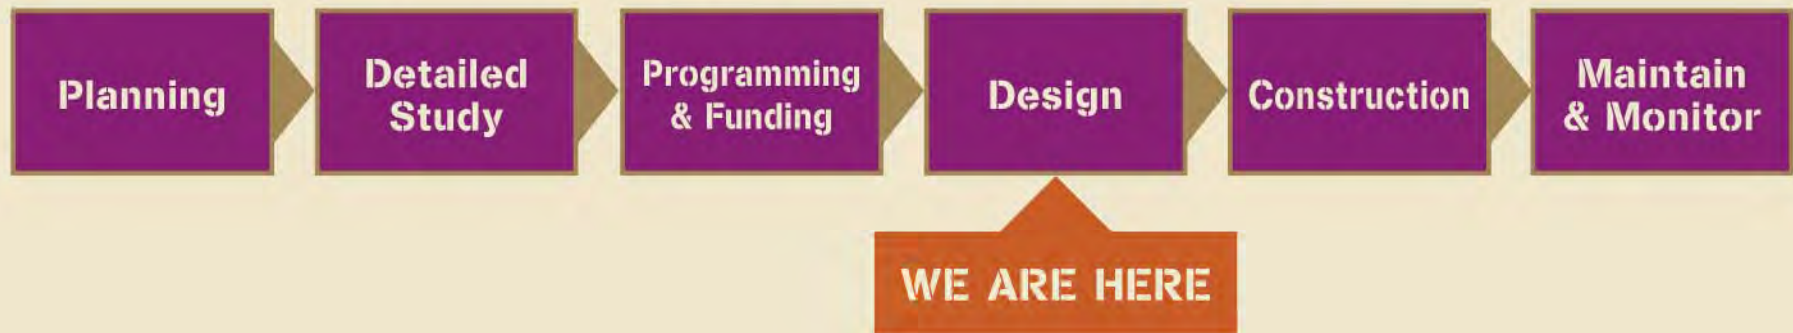 Planning
Detailed
Study
Programming
& Funding
Design
Construction
Maintain
& Monitor
WE ARE HERE